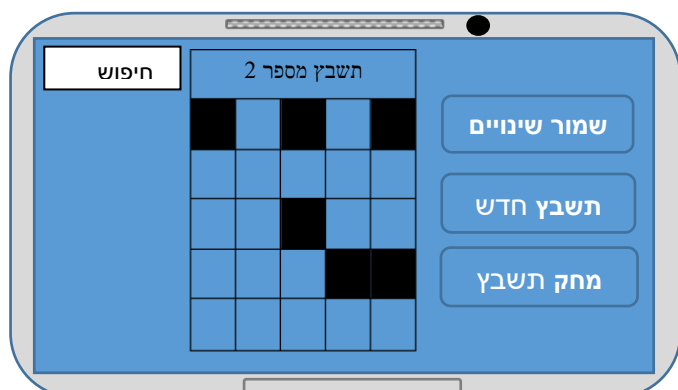 חיפוש
תשבץ מספר 2
שמור שינויים
תשבץ חדש
מחק תשבץ